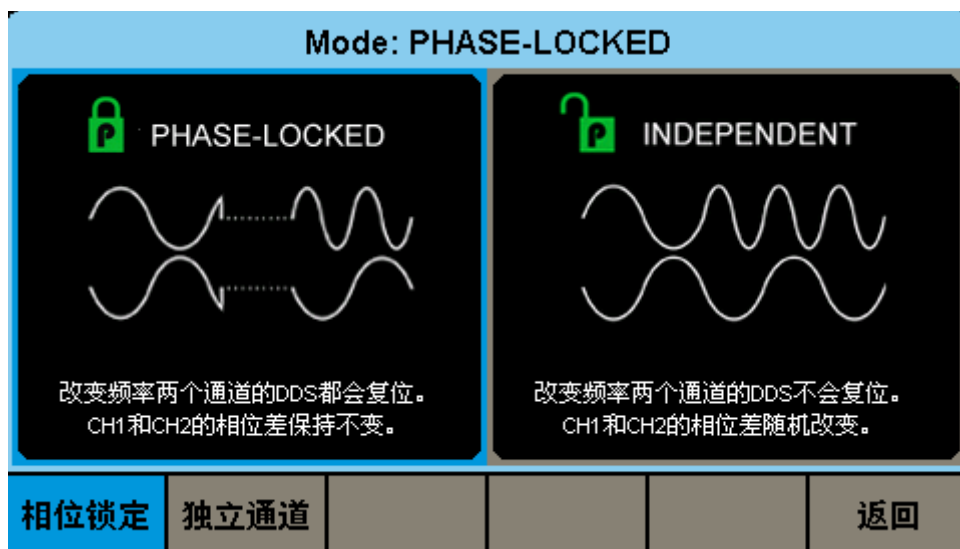 Mode: PHASE-LOCKED
PHASE-LOCKED
改变频率两个通道的DDS都会复位。
CH1和CH2的相位差保持不变。
INDEPENDENT
改变频率两个通道的DDS不会复位。
CH1和CH2的相位差随机改变。
相位锁定
独立通道
返回